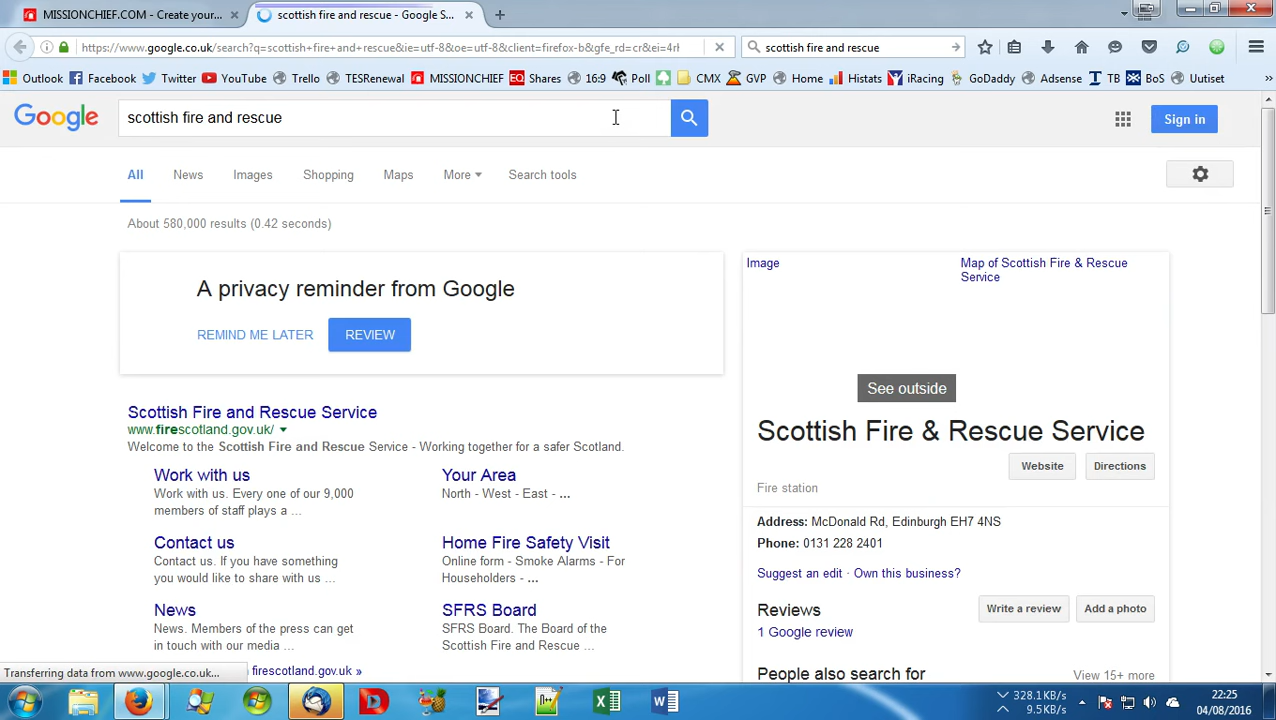 MISSIONCHIEF.COM - Create your...
scottish fire and rescue - Google S...
https://www.google.co.uk/search?q=scottish+fire+and+rescue&ie=utf-8&oe=utf-8&client=firefox-b&gfe_rd=cr&ei=4rl
scottish fire and rescue
Outlook Facebook Twitter YouTube Trello TESRenewal MISSIONCHIEF EQ Shares 16:9 Poll CMX GVP Home Histats iRacing GoDaddy Adsense TB BoS Uutiset
Google
scottish fire and rescue
Sign in
All News Images Shopping Maps More Search tools
About 580,000 results (0.42 seconds)
A privacy reminder from Google
REMIND ME LATER REVIEW
Scottish Fire and Rescue Service
www.firescotland.gov.uk/
Welcome to the Scottish Fire and Rescue Service - Working together for a safer Scotland.
Work with us
Work with us. Every one of our 9,000
members of staff plays a ...
Your Area
North - West - East - ...
Contact us
Contact us. If you have something
you would like to share with us ...
Home Fire Safety Visit
Online form - Smoke Alarms - For
Householders - ...
News
News. Members of the press can get
in touch with our media ...
SFRS Board
SFRS Board. The Board of the
Scottish Fire and Rescue ...
firescotland.gov.uk »
Image
Map of Scottish Fire & Rescue
Service
See outside
Scottish Fire & Rescue Service
Website Directions
Fire station
Address: McDonald Rd, Edinburgh EH7 4NS
Phone: 0131 228 2401
Suggest an edit · Own this business?
Reviews
Write a review Add a photo
1 Google review
People also search for
View 15+ more
Transferring data from www.google.co.uk...
328.1KB/s
9.5KB/s
22:25
04/08/2016